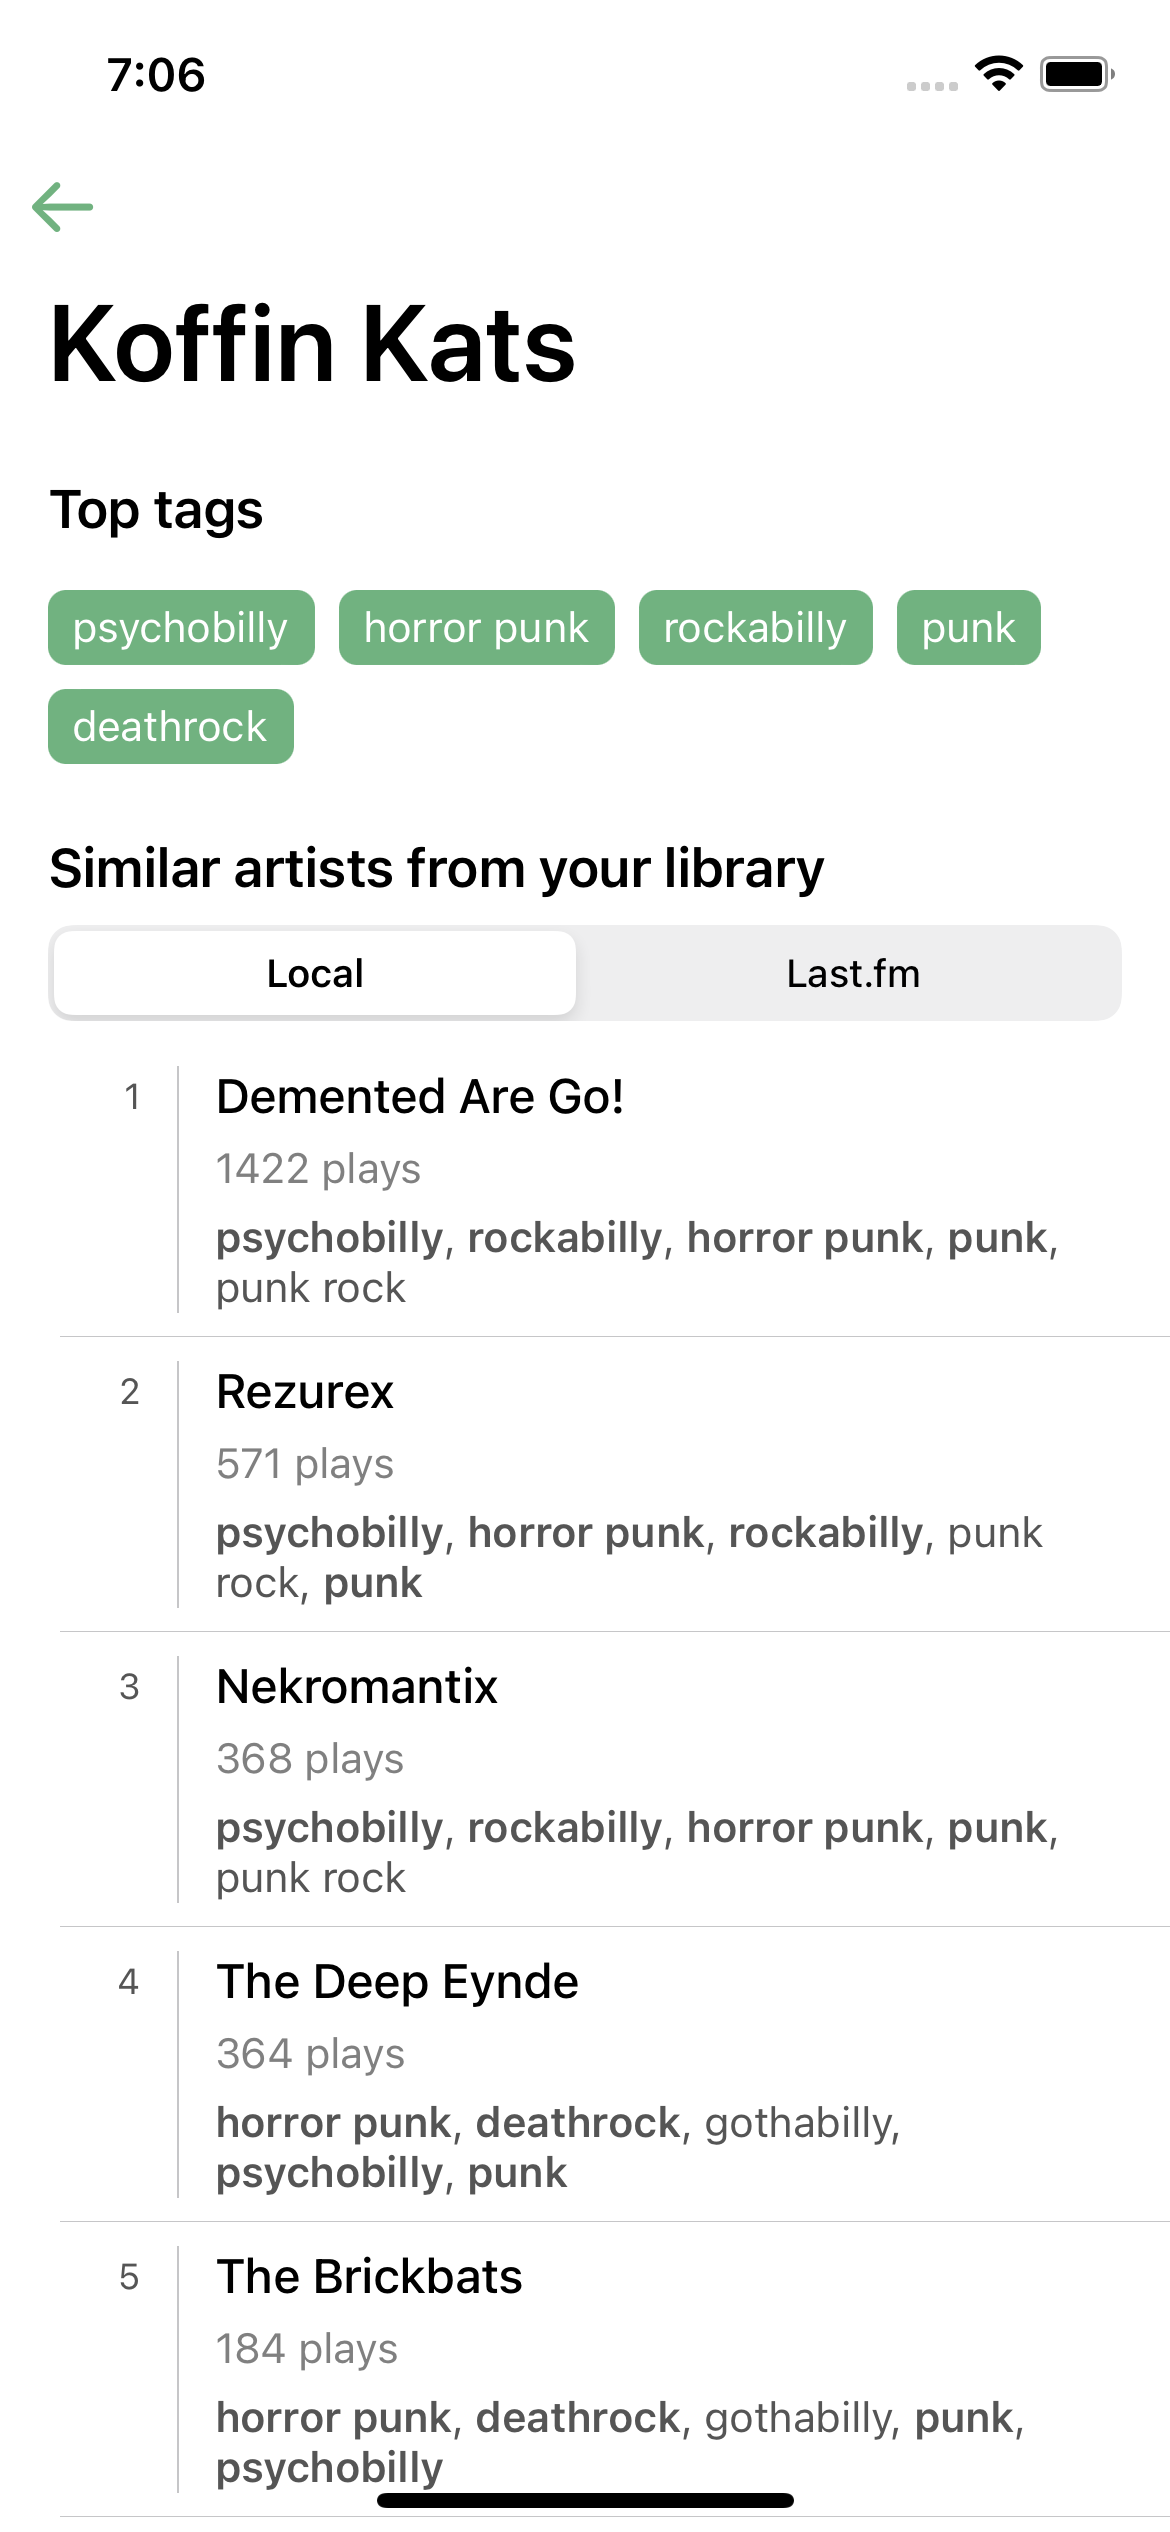 7:06
Koffin Kats
Top tags
psychobilly horror punk rockabilly punk
deathrock
Similar artists from your library
Local Last.fm
1 Demented Are Go!
1422 plays
psychobilly, rockabilly, horror punk, punk,
punk rock
2 Rezurex
571 plays
psychobilly, horror punk, rockabilly, punk
rock, punk
3 Nekromantix
368 plays
psychobilly, rockabilly, horror punk, punk,
punk rock
4 The Deep Eynde
364 plays
horror punk, deathrock, gothabilly,
psychobilly, punk
5 The Brickbats
184 plays
horror punk, deathrock, gothabilly, punk,
psychobilly